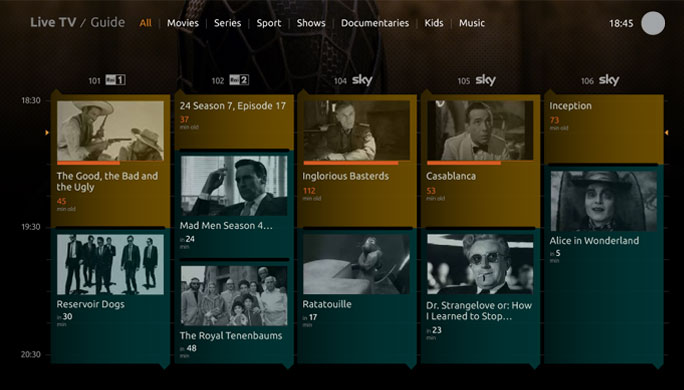 Live TV / Guide
All | Movies | Series | Sport | Shows | Documentaries | Kids | Music
18:45
101 Rai 1
102 Rai 2
104 sky
105 sky
106 sky
18:30
19:30
20:30
The Good, the Bad and
the Ugly
45
min old
Reservoir Dogs
in 30
min
24 Season 7, Episode 17
37
min old
Mad Men Season 4...
in 24
min
The Royal Tenenbaums
in 48
min
Inglorious Basterds
112
min old
Ratatouille
in 17
min
Casablanca
53
min old
Dr. Strangelove or: How
I Learned to Stop...
in 23
min
Inception
73
min old
Alice in Wonderland
in 5
min